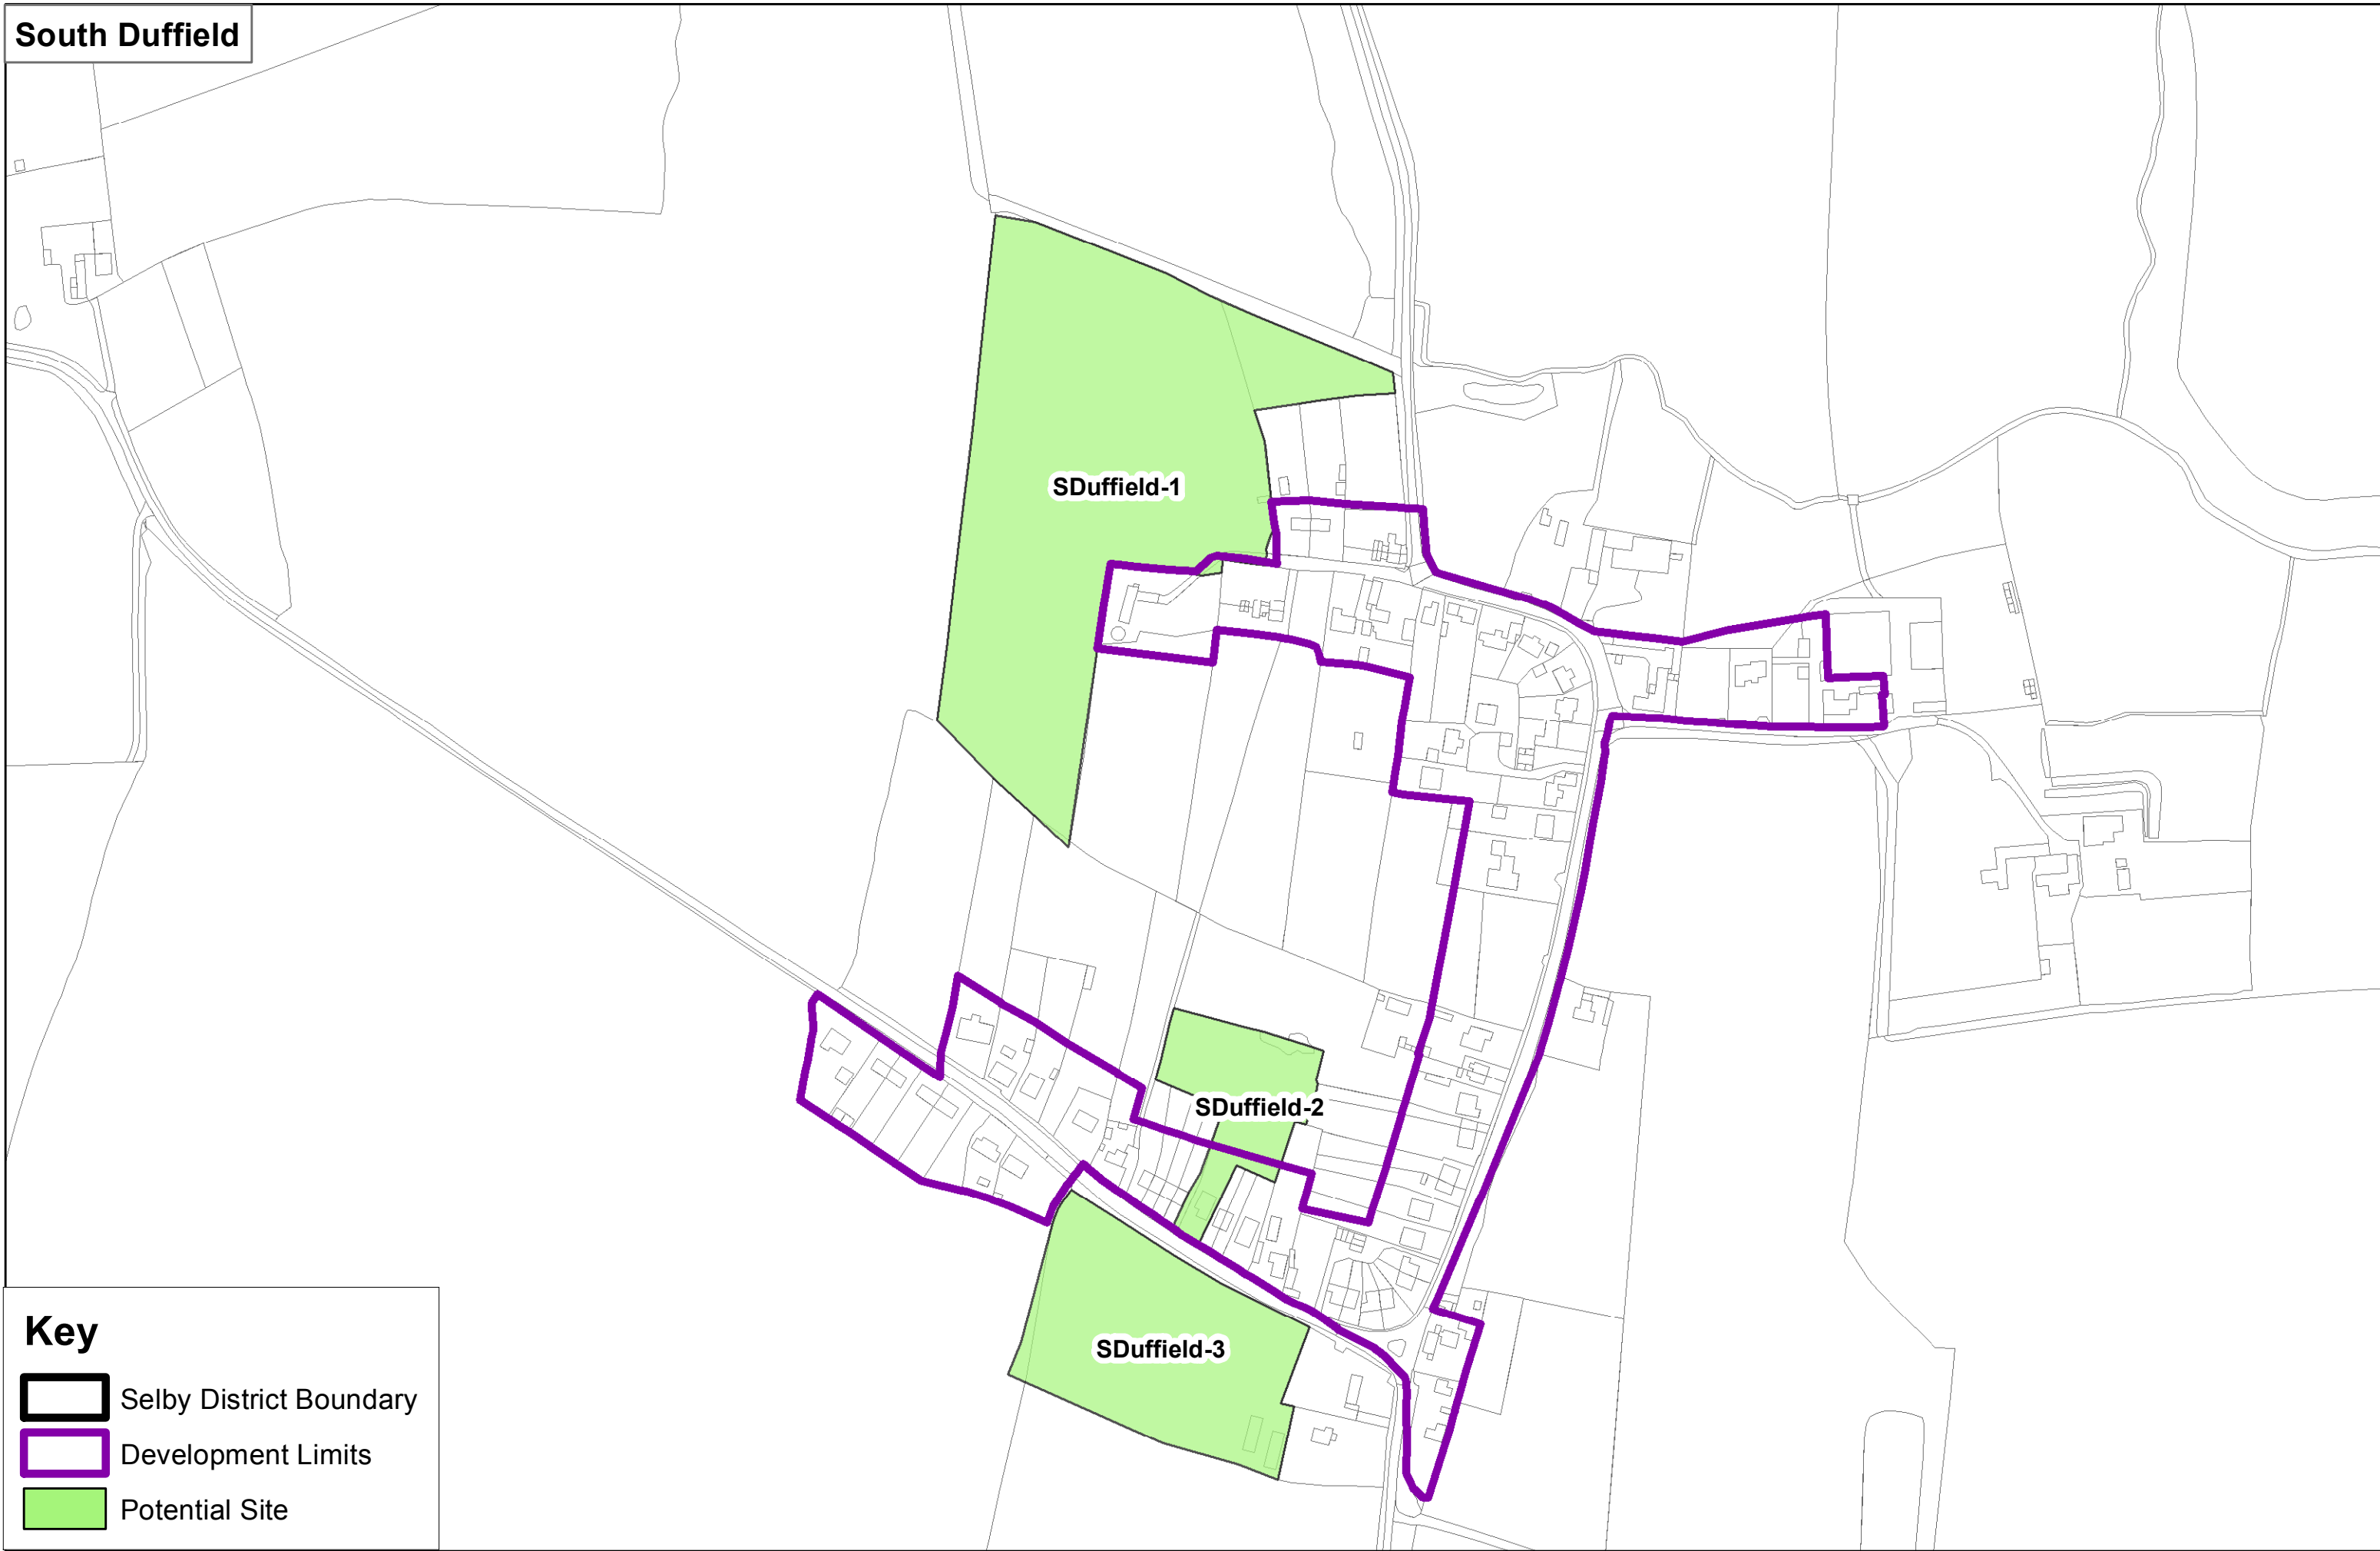 South Duffield
SDuffield-1
SDuffield-2
SDuffield-3
Key
Selby District Boundary
Development Limits
Potential Site